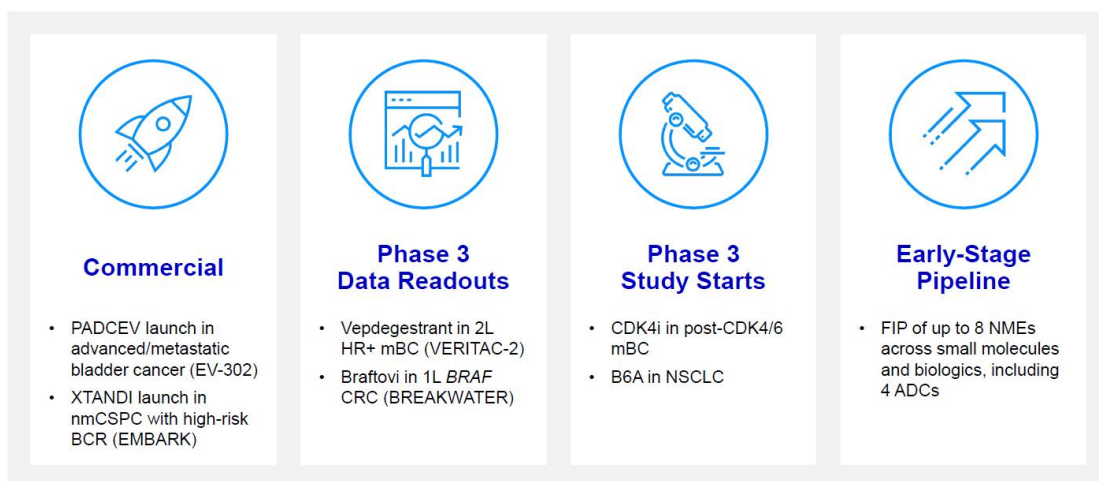 Commercial
• PADCEV launch in
advanced/metastatic
bladder cancer (EV-302)
• XTANDI launch in
nmCSPC with high-risk
BCR (EMBARK)
Phase 3
Data Readouts
• Vepdegestrant in 2L
HR+ mBC (VERITAC-2)
• Braftovi in 1L BRAF
CRC (BREAKWATER)
Phase 3
Study Starts
• CDK4i in post-CDK4/6
mBC
• B6A in NSCLC
Early-Stage
Pipeline
• FIP of up to 8 NMEs
across small molecules
and biologics, including
4 ADCs